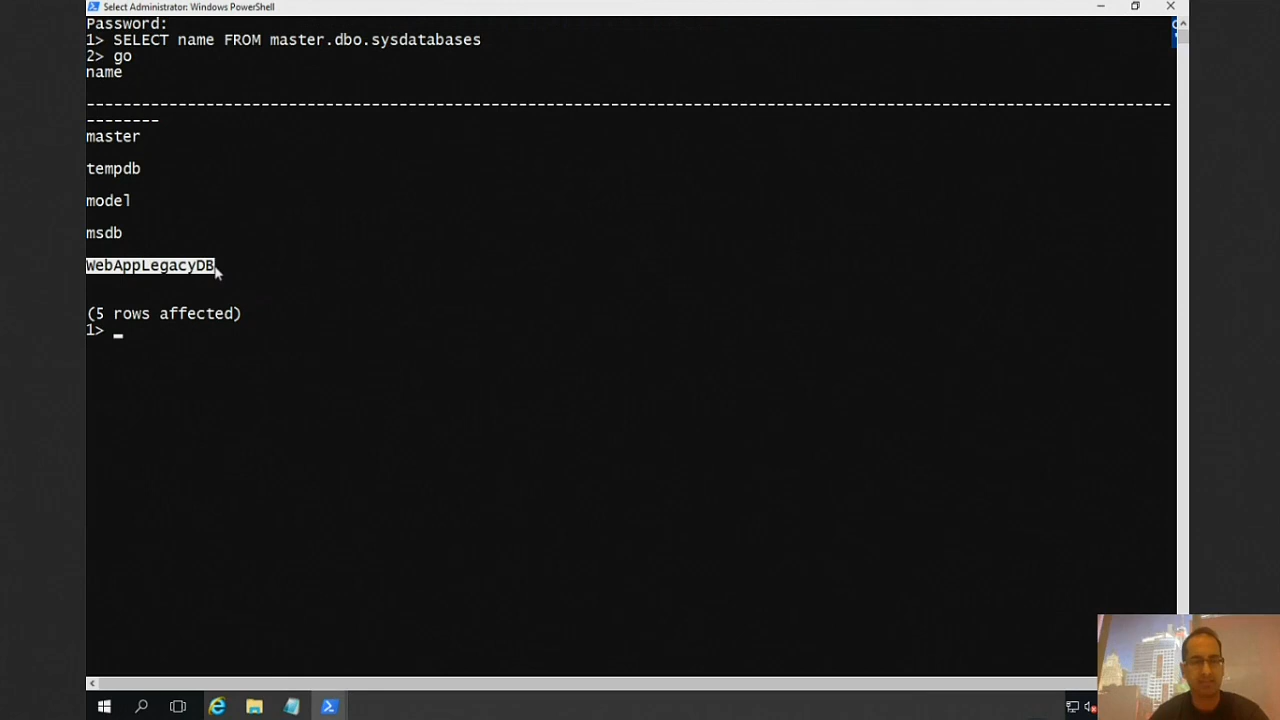 Select Administrator: Windows PowerShell
Password:
1> SELECT name FROM master.dbo.sysdatabases
2> go
name
--------------------------------------------------------------------------------------------------------------------
--------
master
tempdb
model
msdb
WebAppLegacyDB
(5 rows affected)
1> _